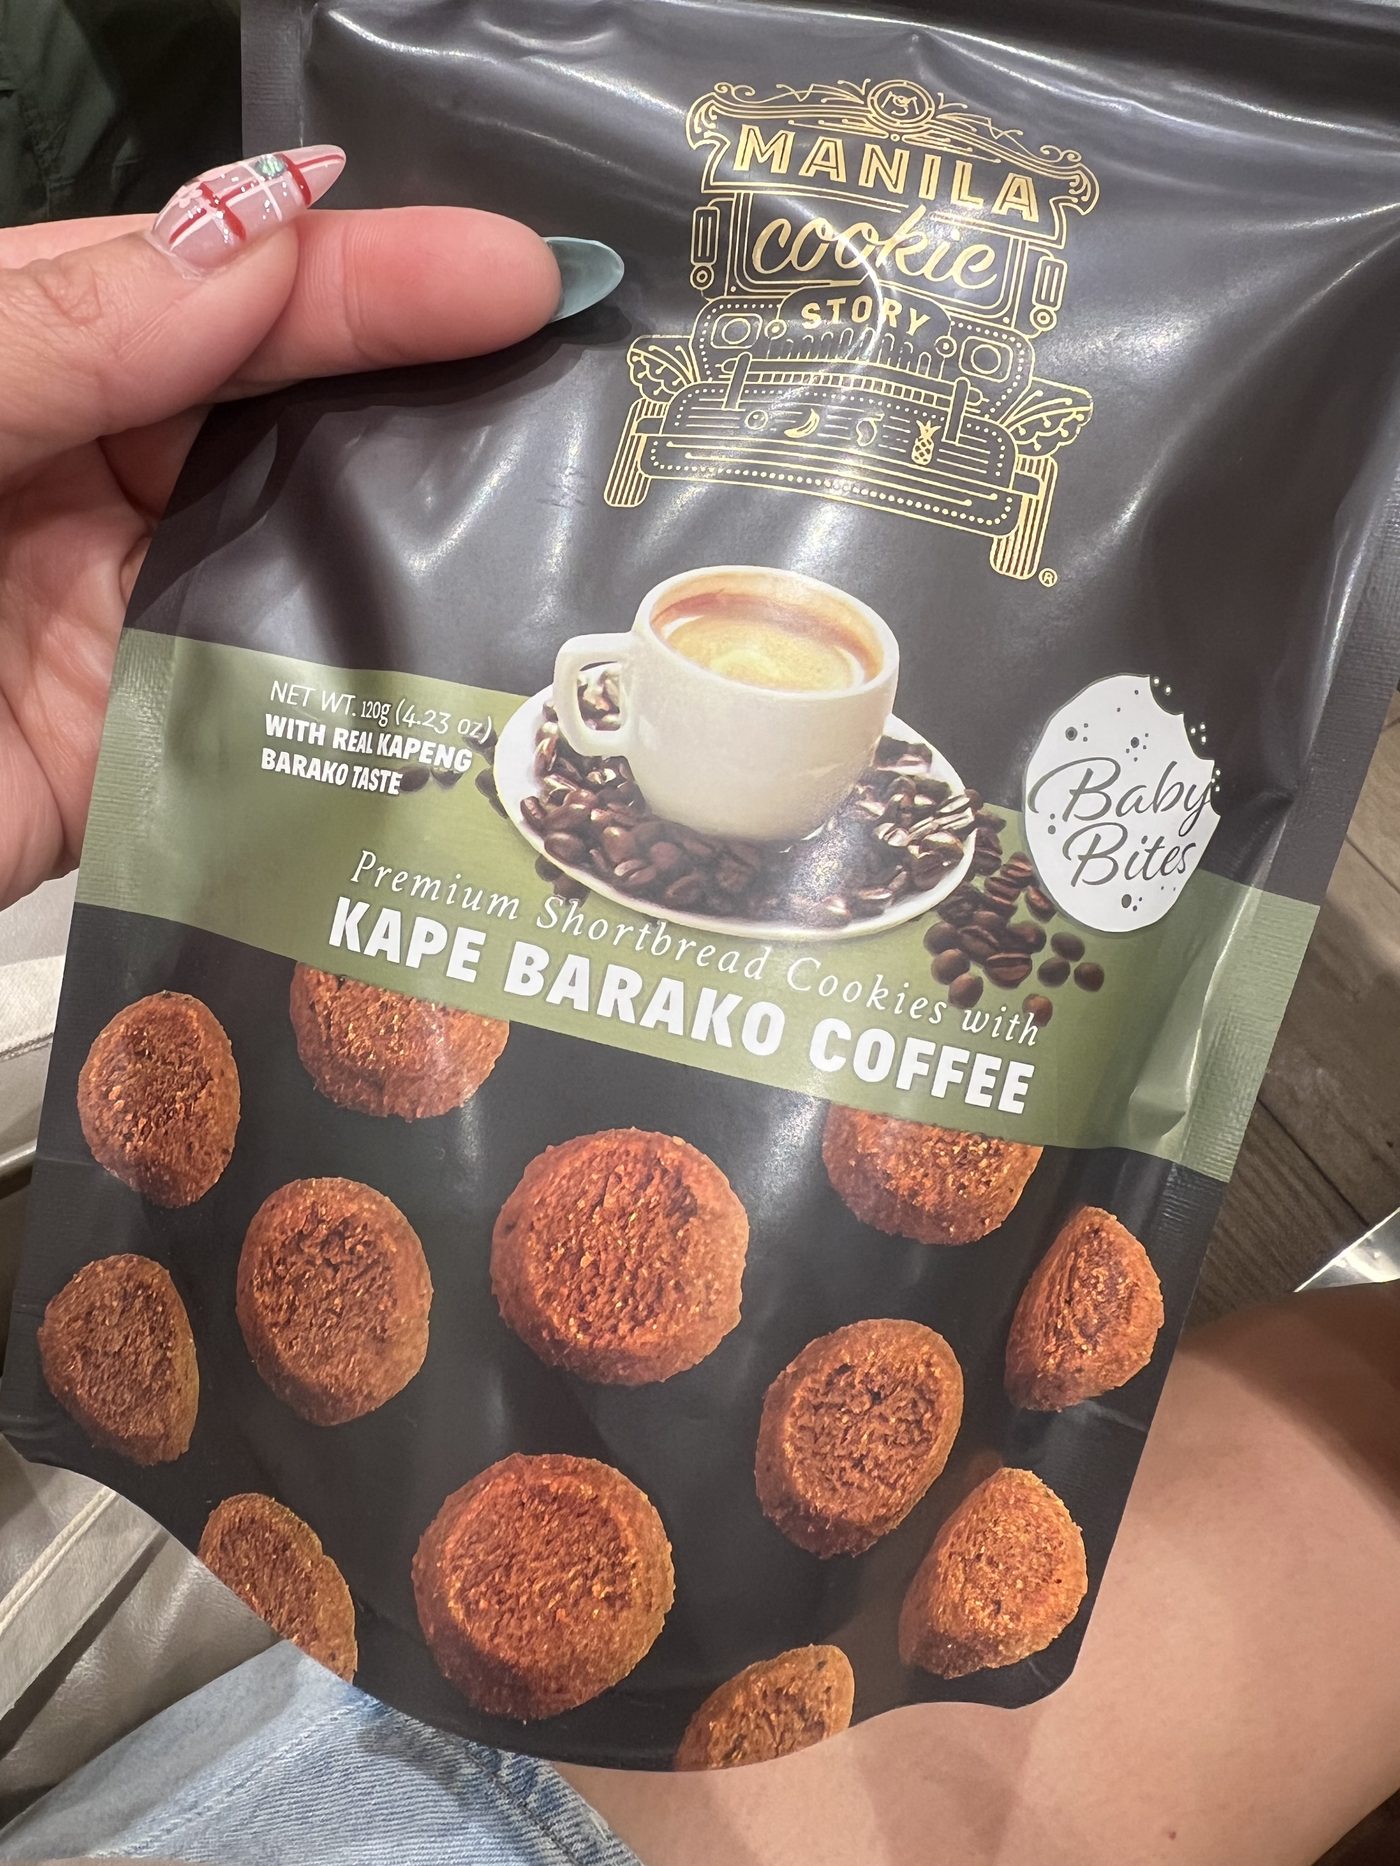 MANILA
cookie
STORY
®
NET WT. 120g (4.23 oz)
WITH REAL KAPENG
BARAKO TASTE
Baby
Bites
Premium Shortbread Cookies with
KAPE BARAKO COFFEE